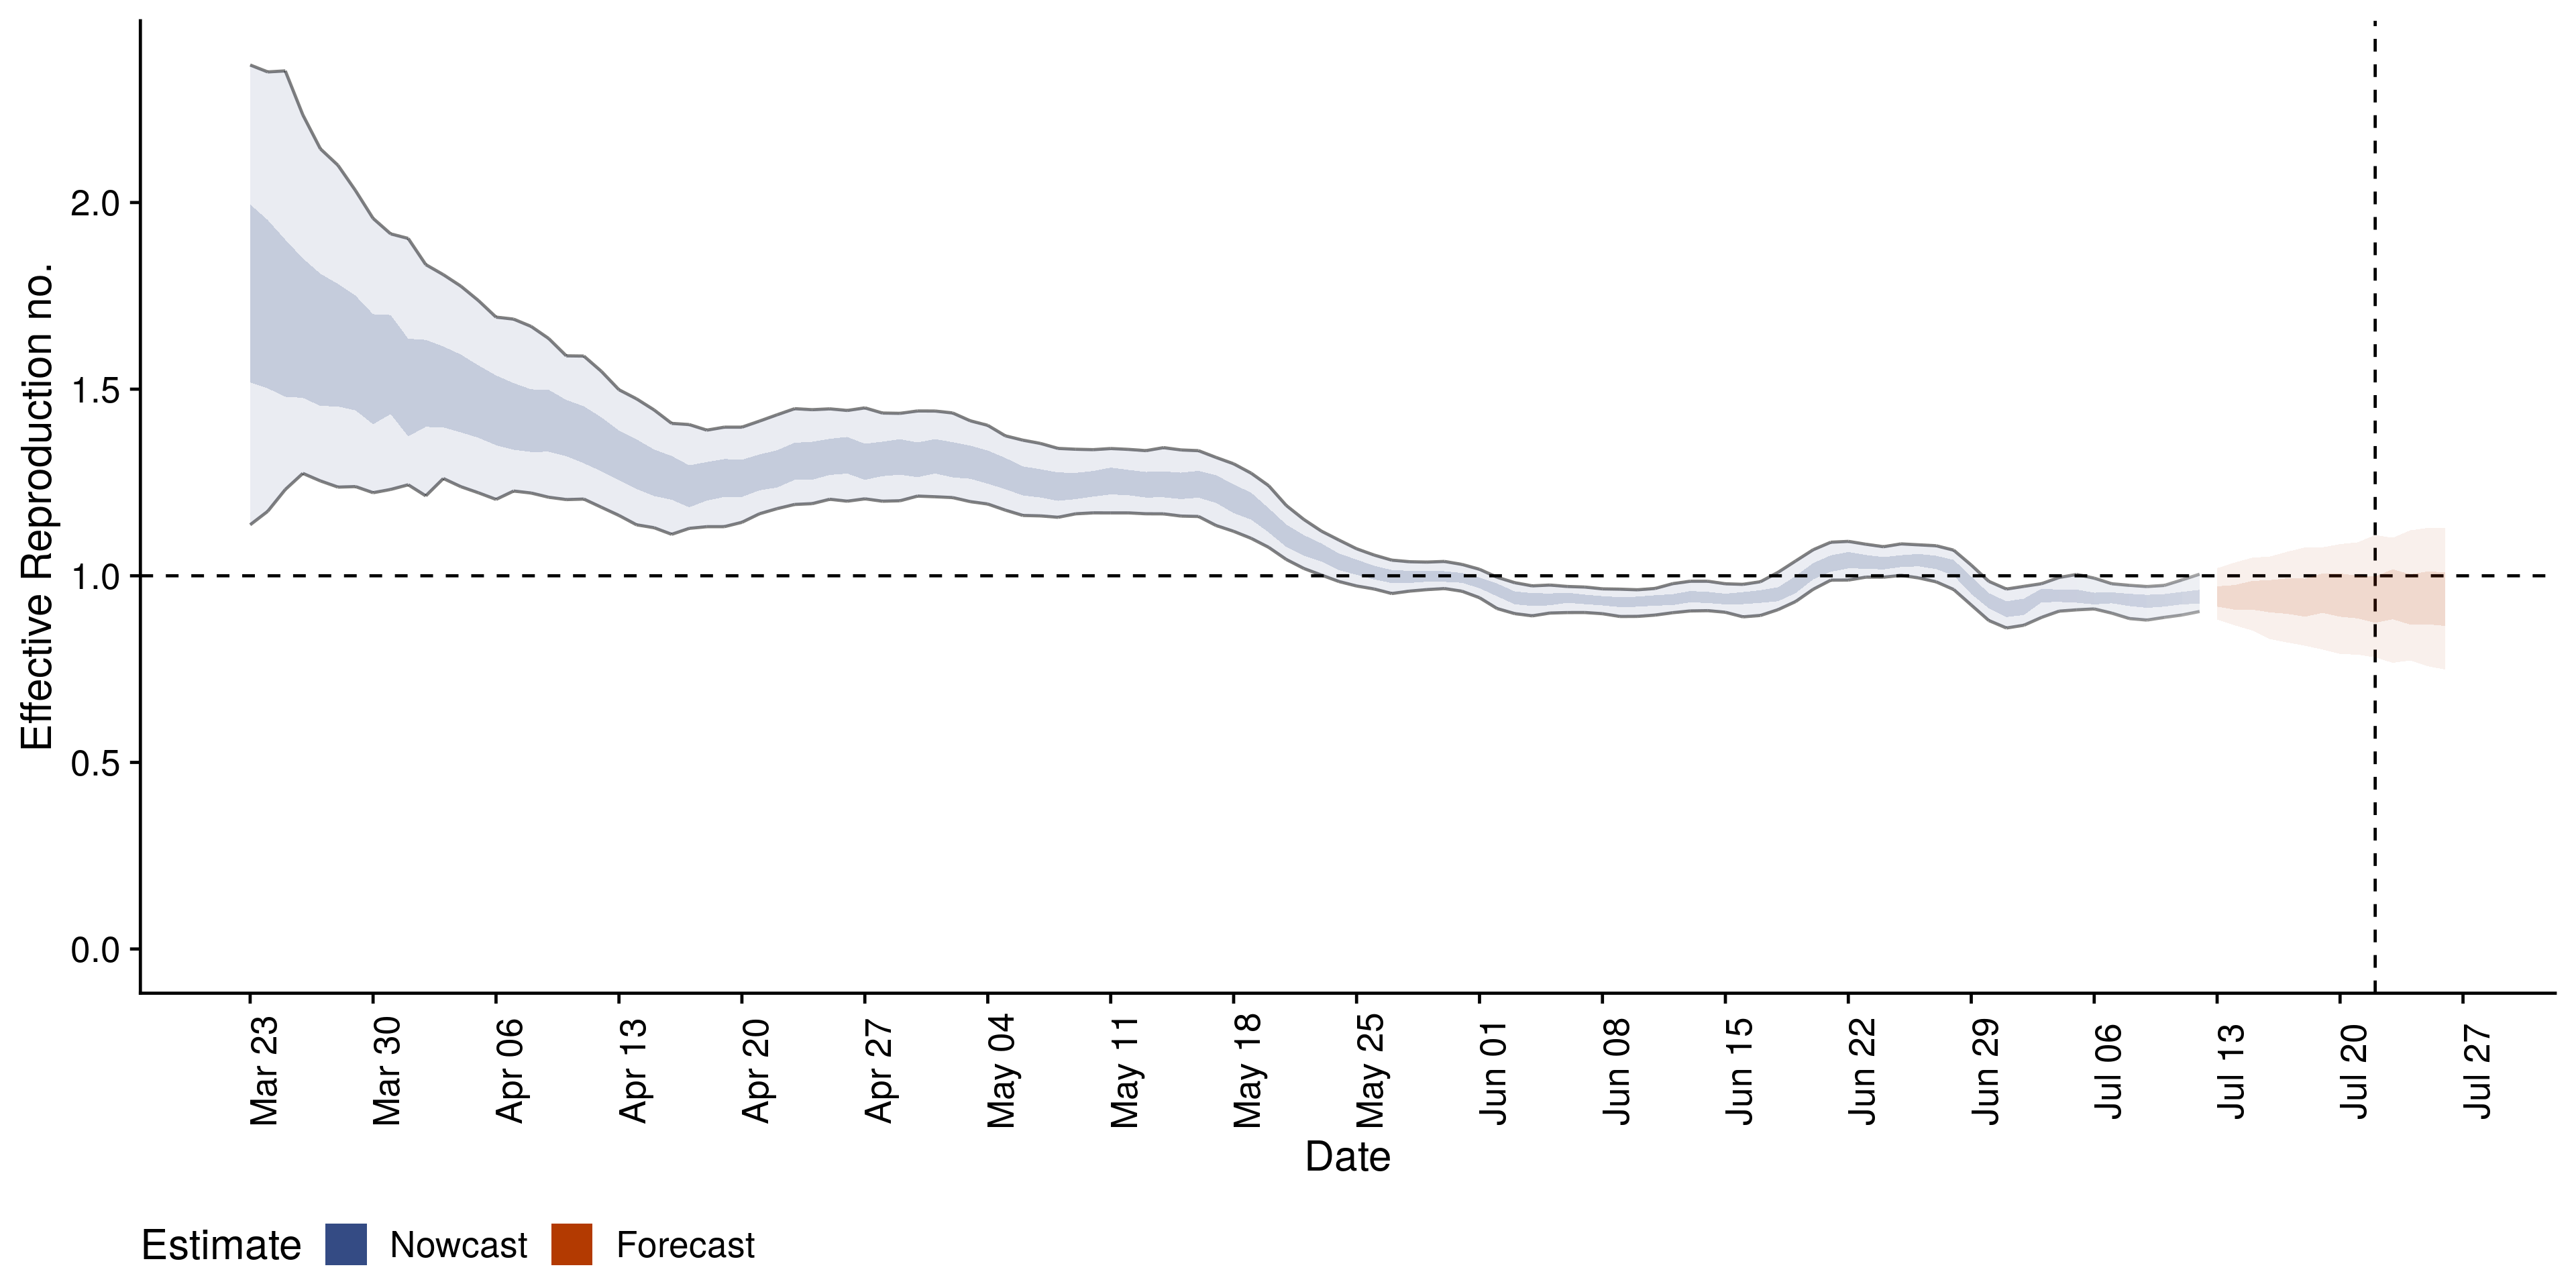 Effective Reproduction no.
2.0
1.5
1.0
0.5
0.0
Mar 23
Mar 30
Apr 06
Apr 13
Apr 20
Apr 27
May 04
May 11
May 18
May 25
Jun 01
Jun 08
Jun 15
Jun 22
Jun 29
Jul 06
Jul 13
Jul 20
Jul 27
Date
Estimate Nowcast Forecast